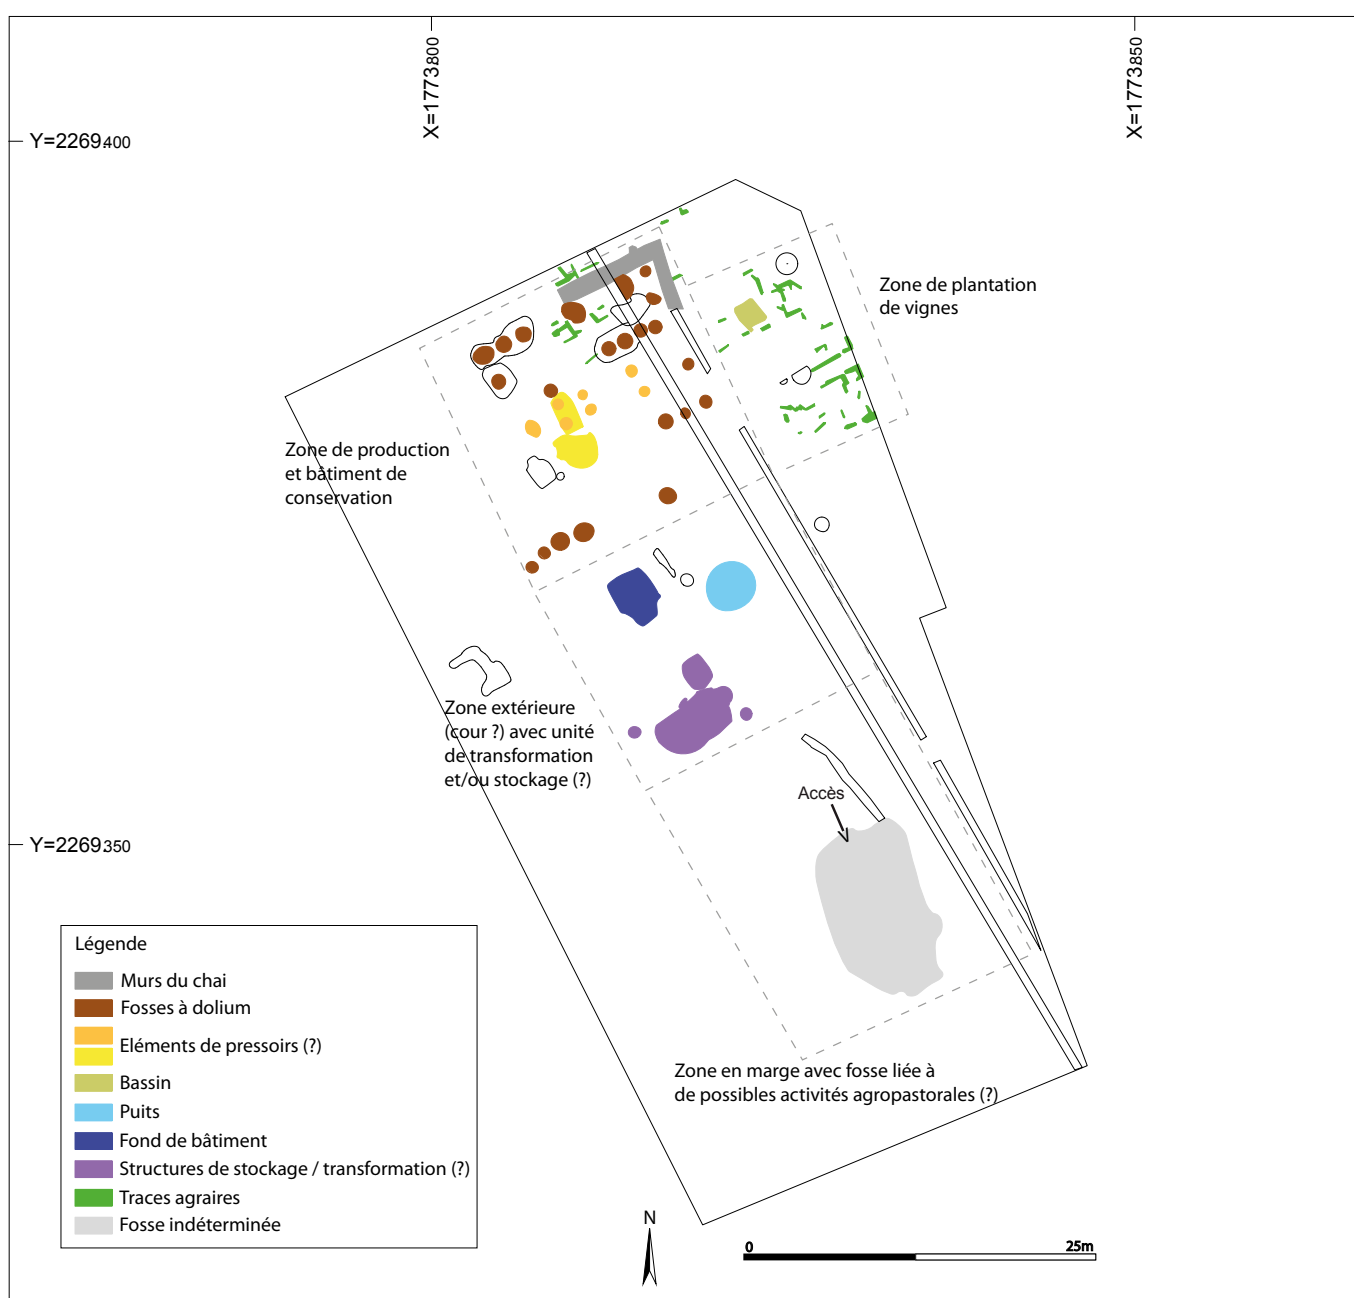 X=1773800
X=1773850
Y=2269400
Zone de plantation
de vignes
Zone de production
et bâtiment de
conservation
Zone extérieure
(cour ?) avec unité
de transformation
et/ou stockage (?)
Accès
Y=2269350
Zone en marge avec fosse liée à
de possibles activités agropastorales (?)
Légende
Murs du chai
Fosses à dolium
Eléments de pressoirs (?)
Bassin
Puits
Fond de bâtiment
Structures de stockage / transformation (?)
Traces agraires
Fosse indéterminée
N
0 25m